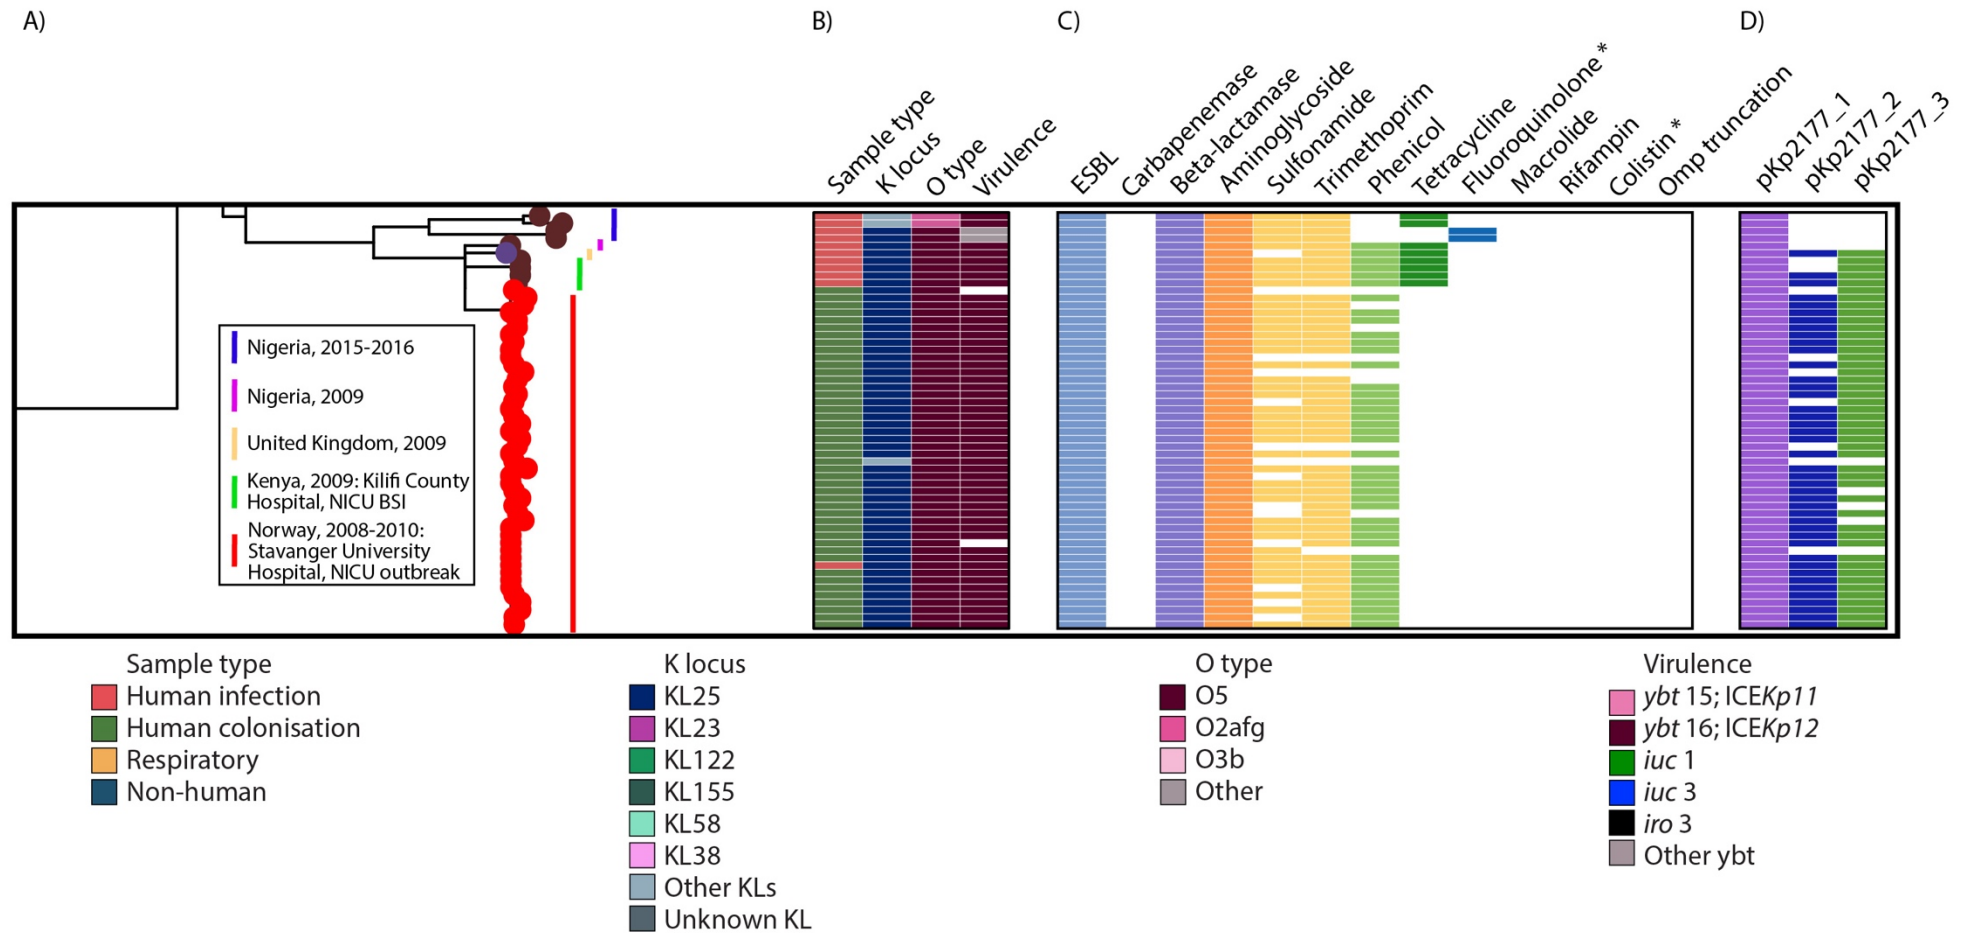 A)
B)
C)
D)
Sample type
K locus
O type
Virulence
ESBL
Carbapenemase
Beta-lactamase
Aminoglycoside
Sulfonamide
Trimethoprim
Phenicol
Tetracycline
Fluoroquinolone *
Macrolide
Rifampin
Colistin *
Omp truncation
pKp2177_1
pKp2177_2
pKp2177_3
Nigeria, 2015-2016
Nigeria, 2009
United Kingdom, 2009
Kenya, 2009: Kilifi County
Hospital, NICU BSI
Norway, 2008-2010:
Stavanger University
Hospital, NICU outbreak
Sample type
Human infection
Human colonisation
Respiratory
Non-human
K locus
KL25
KL23
KL122
KL155
KL58
KL38
Other KLs
Unknown KL
O type
O5
O2afg
O3b
Other
Virulence
ybt 15; ICEKp11
ybt 16; ICEKp12
iuc 1
iuc 3
iro 3
Other ybt